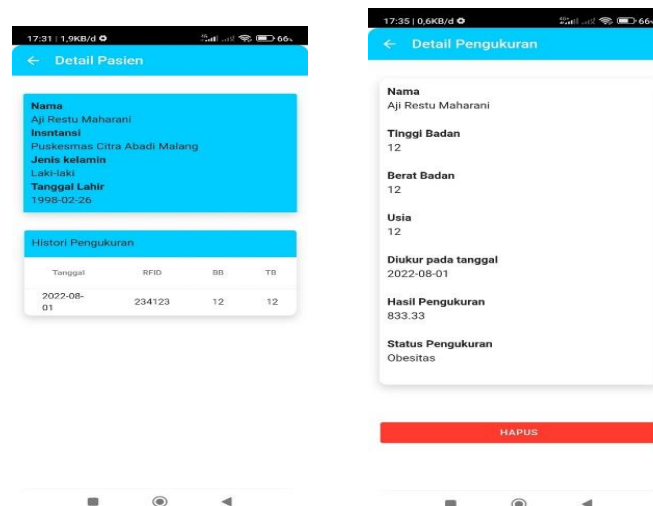 17:31 | 1,9KB/d
66
Detail Pasien
Nama
Aji Restu Maharani
Insntansi
Puskesmas Citra Abadi Malang
Jenis kelamin
Laki-laki
Tanggal Lahir
1998-02-26
Histori Pengukuran
Tanggal RFID BB TB
2022-08-
01 234123 12 12
17:35 | 0,6KB/d
66
Detail Pengukuran
Nama
Aji Restu Maharani
TInggi Badan
12
Berat Badan
12
Usia
12
Diukur pada tanggal
2022-08-01
Hasil Pengukuran
833.33
Status Pengukuran
Obesitas
HAPUS